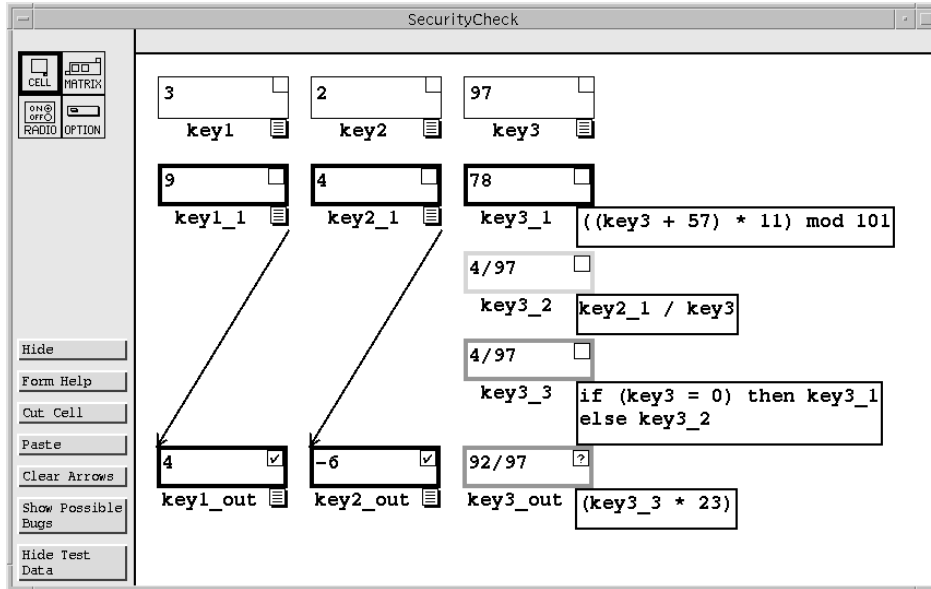 SecurityCheck
CELL MATRIX
ON OFF
RADIO OPTION
3 2 97
key1 key2 key3
9 4 78
key1_1 key2_1 key3_1 ((key3 + 57) * 11) mod 101
4/97
key3_2 key2_1 / key3
4/97
key3_3 if (key3 = 0) then key3_1
else key3_2
4 ✓ -6 ✓ 92/97 ?
key1_out key2_out key3_out (key3_3 * 23)
Hide
Form Help
Cut Cell
Paste
Clear Arrows
Show Possible
Bugs
Hide Test
Data